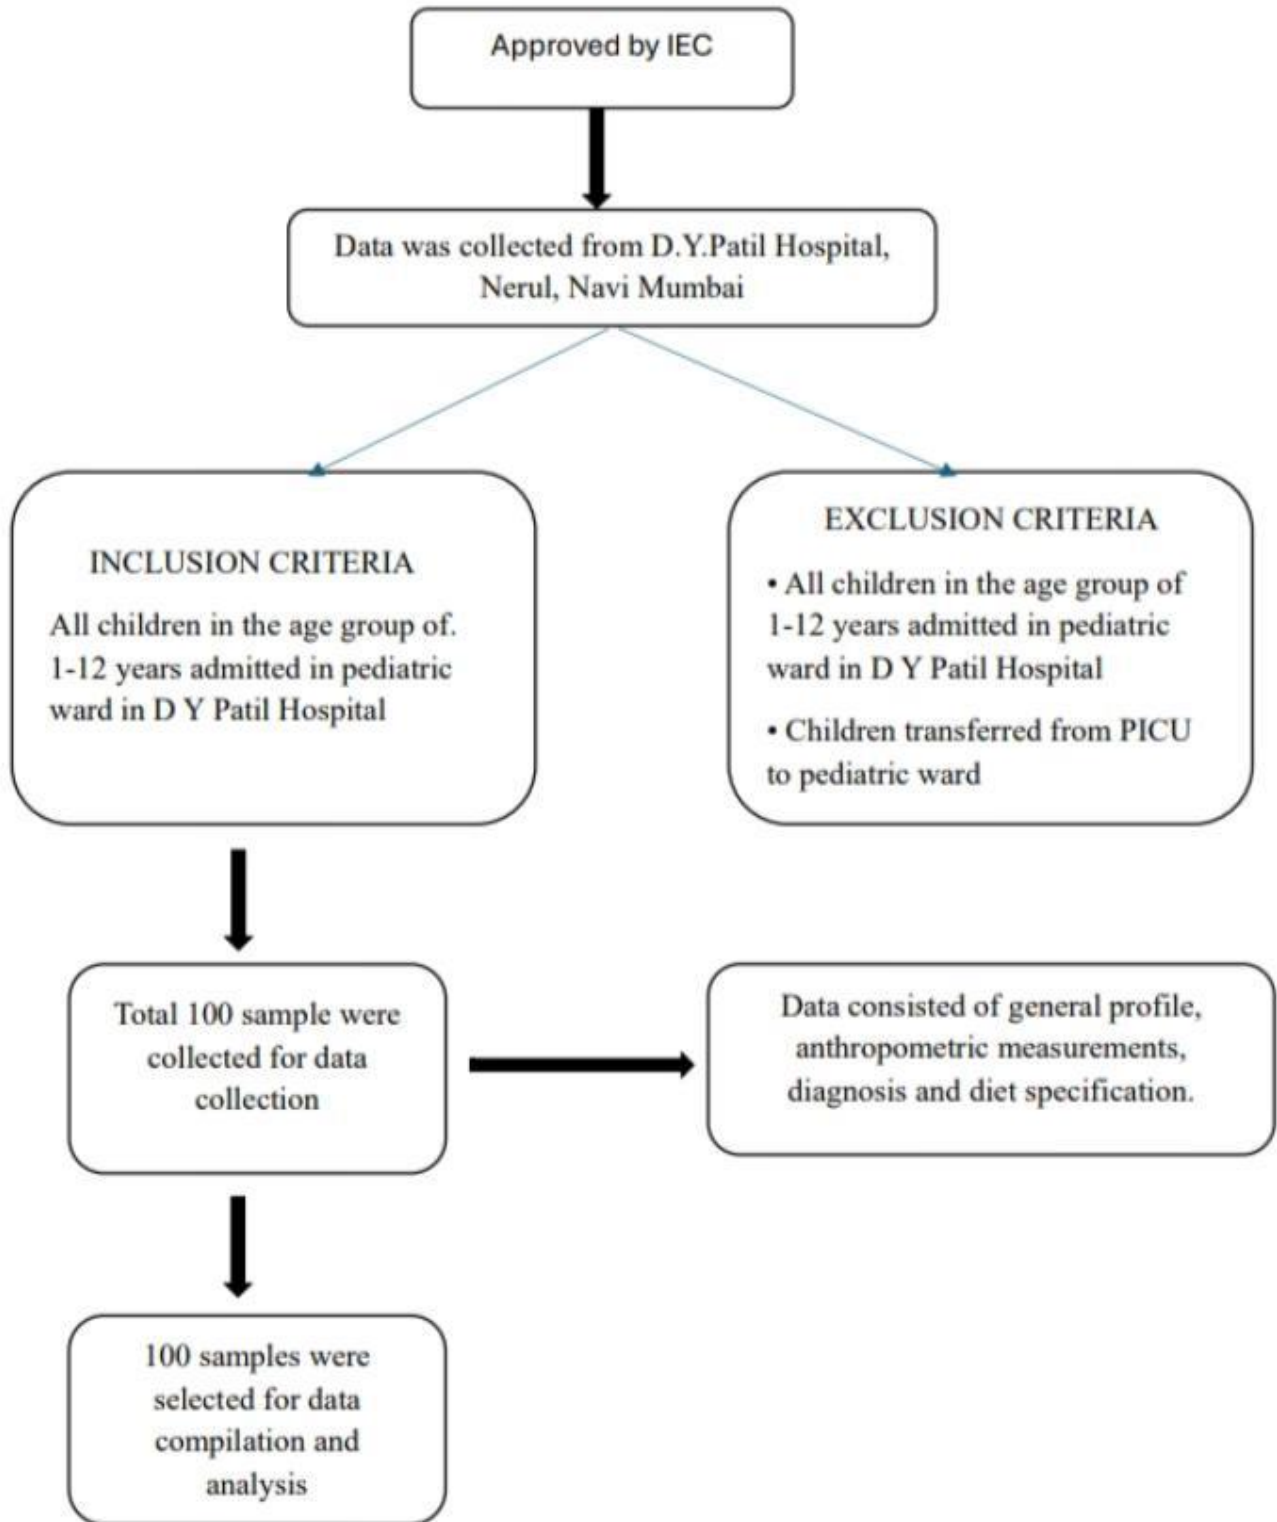 Approved by IEC
Data was collected from D.Y.Patil Hospital,
Nerul, Navi Mumbai
INCLUSION CRITERIA
All children in the age group of.
1-12 years admitted in pediatric
ward in D Y Patil Hospital
EXCLUSION CRITERIA
• All children in the age group of
1-12 years admitted in pediatric
ward in D Y Patil Hospital
• Children transferred from PICU
to pediatric ward
Total 100 sample were
collected for data
collection
Data consisted of general profile,
anthropometric measurements,
diagnosis and diet specification.
100 samples were
selected for data
compilation and
analysis